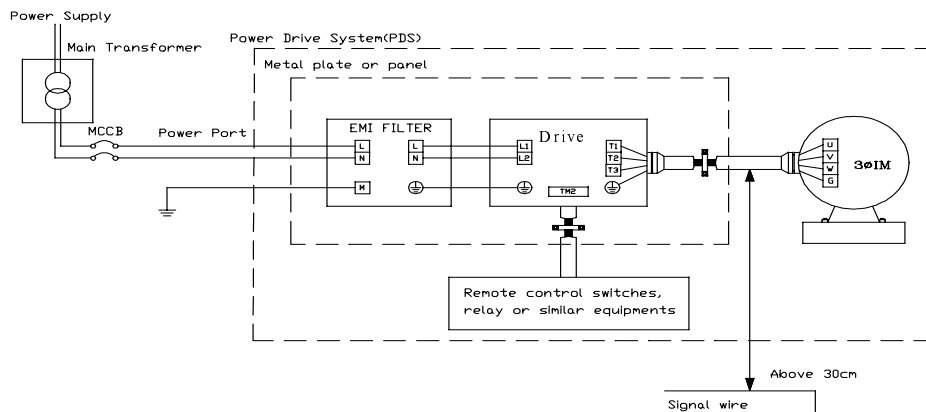 Power Supply
Main Transformer
Power Drive System(PDS)
Metal plate or panel
MCCB
Power Port
EMI FILTER
L
N
M
L
N
Drive
L1
L2
T1
T2
T3
TM2
U
V
W
G
3øIM
Remote control switches,
relay or similar equipments
Above 30cm
Signal wire